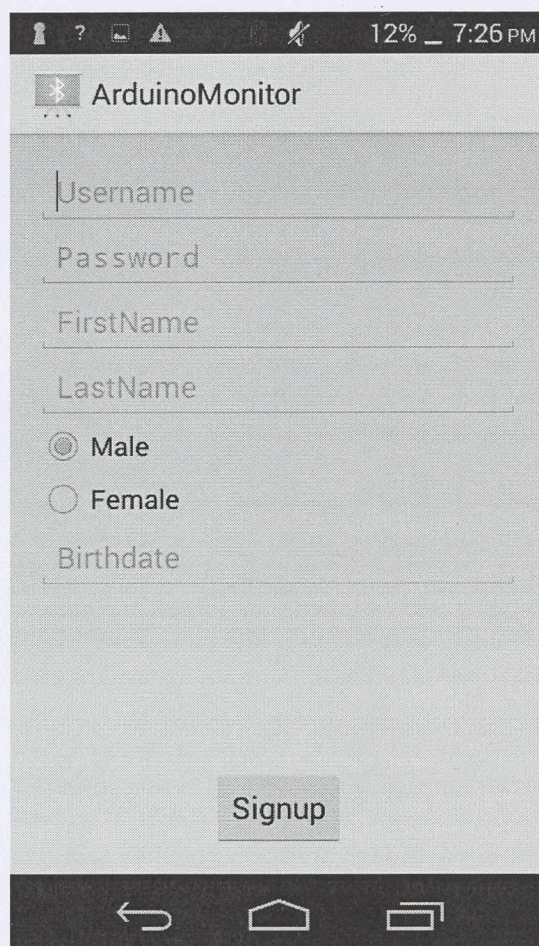 ? 12% 7:26 PM
ArduinoMonitor
Username
Password
FirstName
LastName
Male
Female
Birthdate
Signup